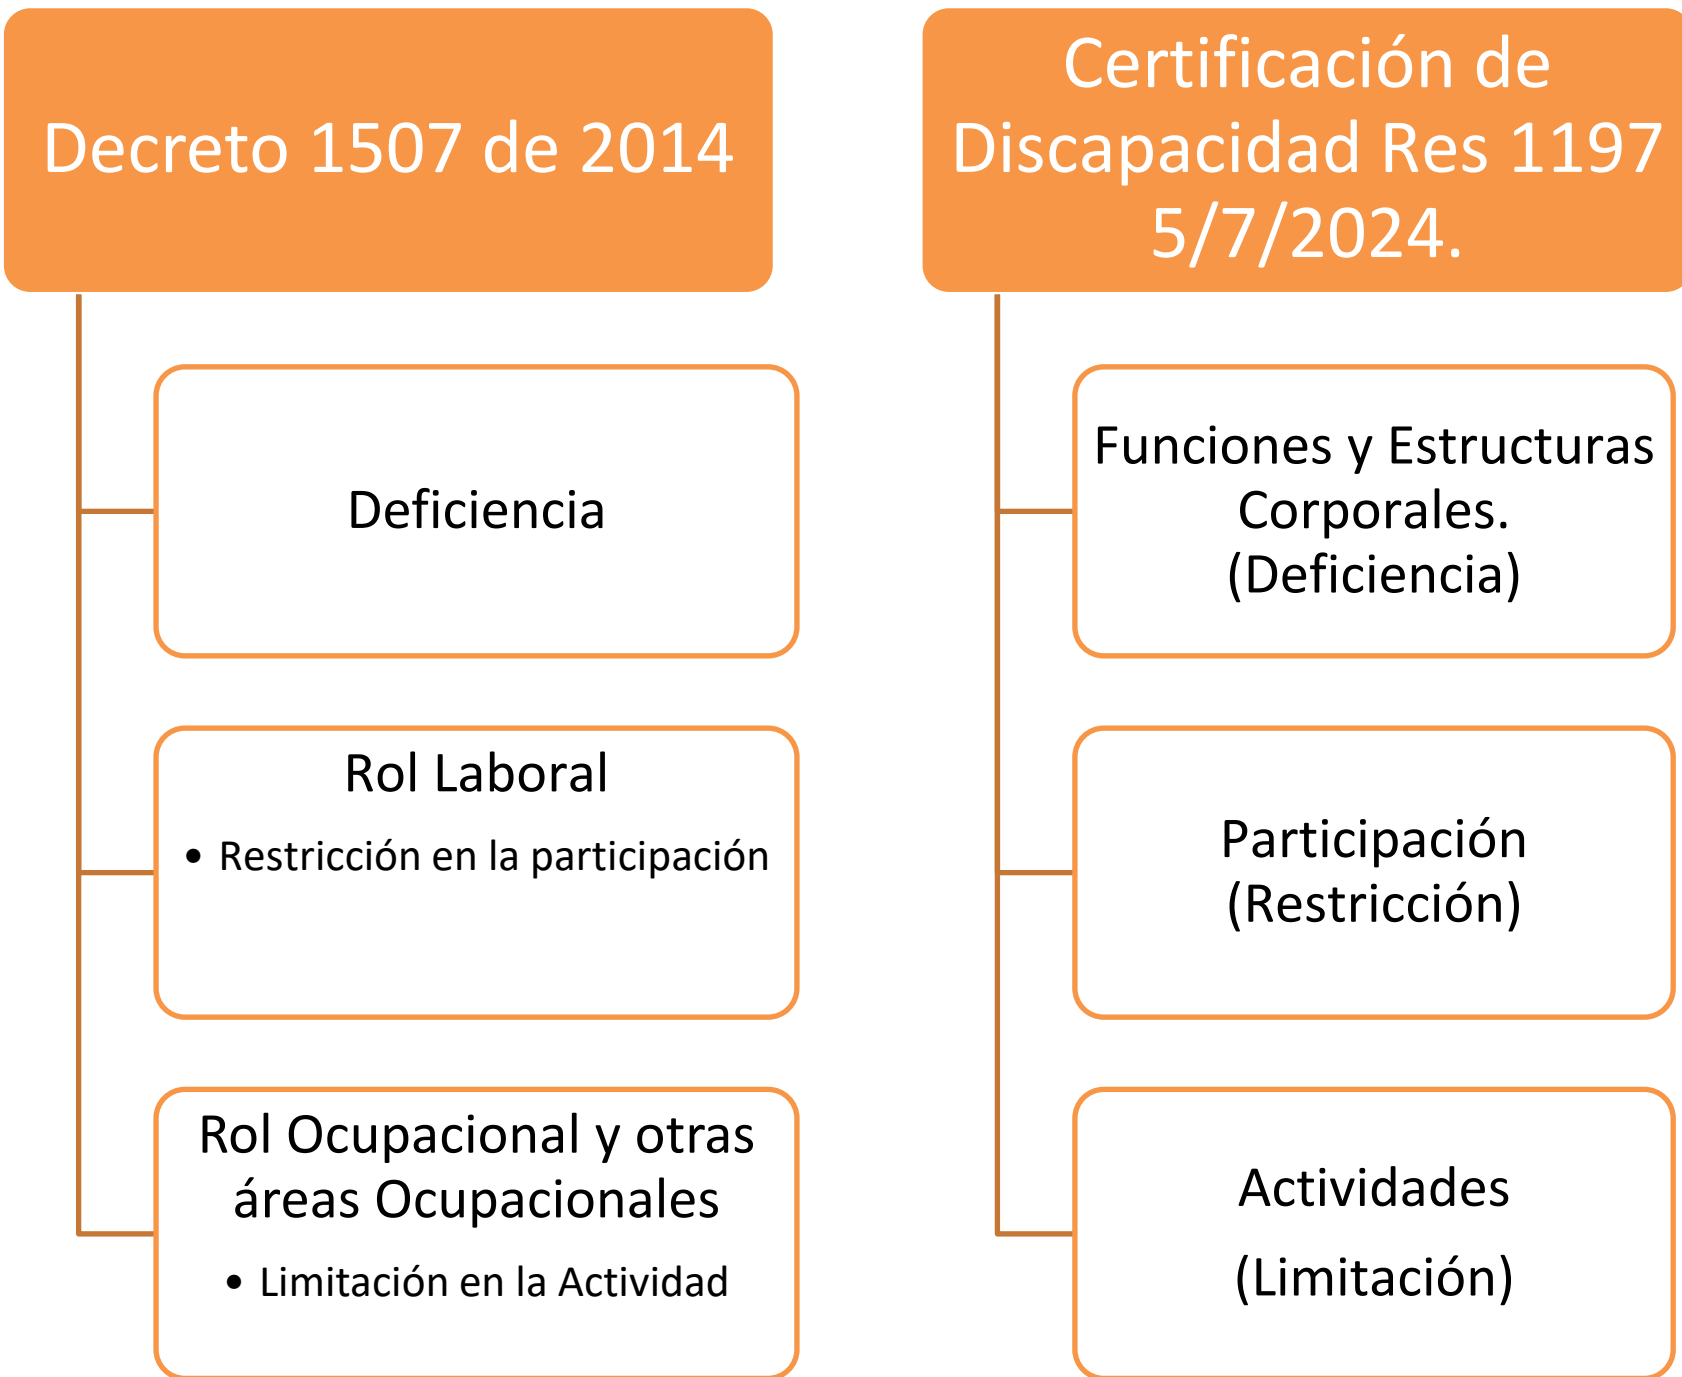 Decreto 1507 de 2014
Deficiencia
Rol Laboral
• Restricción en la participación
Rol Ocupacional y otras
áreas Ocupacionales
• Limitación en la Actividad
Certificación de
Discapacidad Res 1197
5/7/2024.
Funciones y Estructuras
Corporales.
(Deficiencia)
Participación
(Restricción)
Actividades
(Limitación)